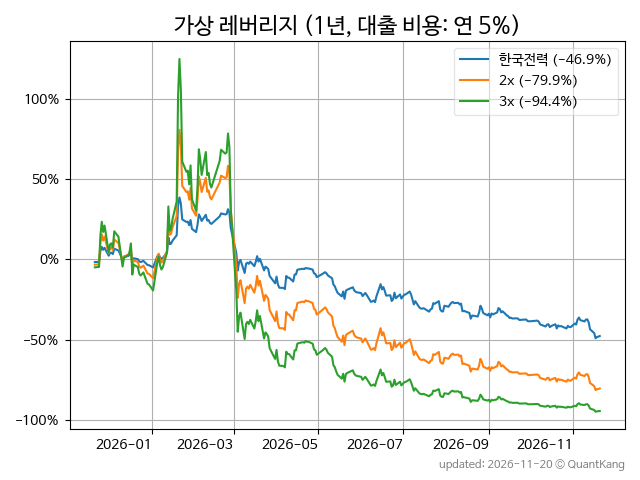 가상 레버리지 (1년, 대출 비용: 연 5%)
한국전력 (−46.9%)
2x (−79.9%)
3x (−94.4%)
100%
50%
0%
−50%
−100%
2026−01 2026−03 2026−05 2026−07 2026−09 2026−11
updated: 2026-11-20 © QuantKang